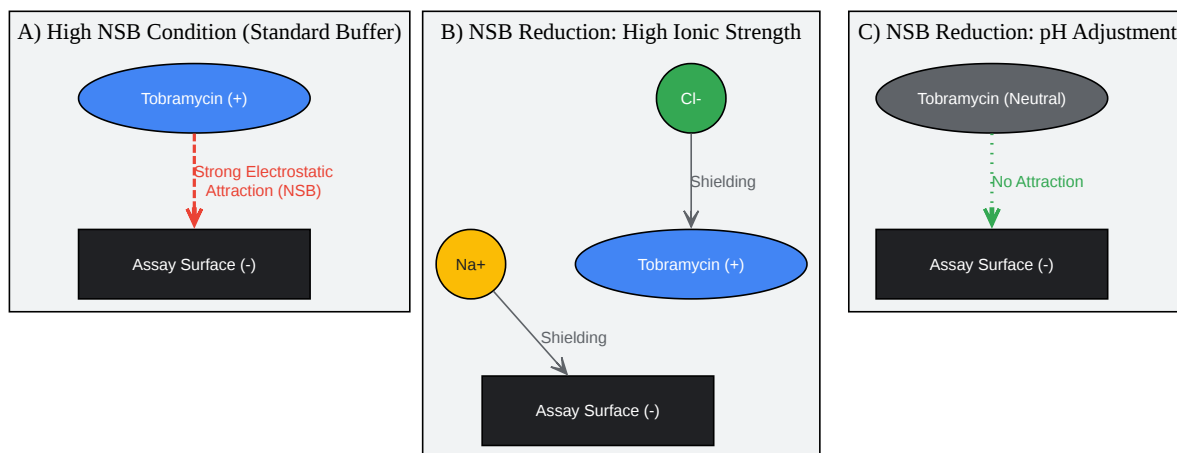 A) High NSB Condition (Standard Buffer)
Tobramycin (+)
Strong Electrostatic
Attraction (NSB)
Assay Surface (-)
B) NSB Reduction: High Ionic Strength
Cl-
Shielding
Na+
Tobramycin (+)
Shielding
Assay Surface (-)
C) NSB Reduction: pH Adjustment
Tobramycin (Neutral)
No Attraction
Assay Surface (-)